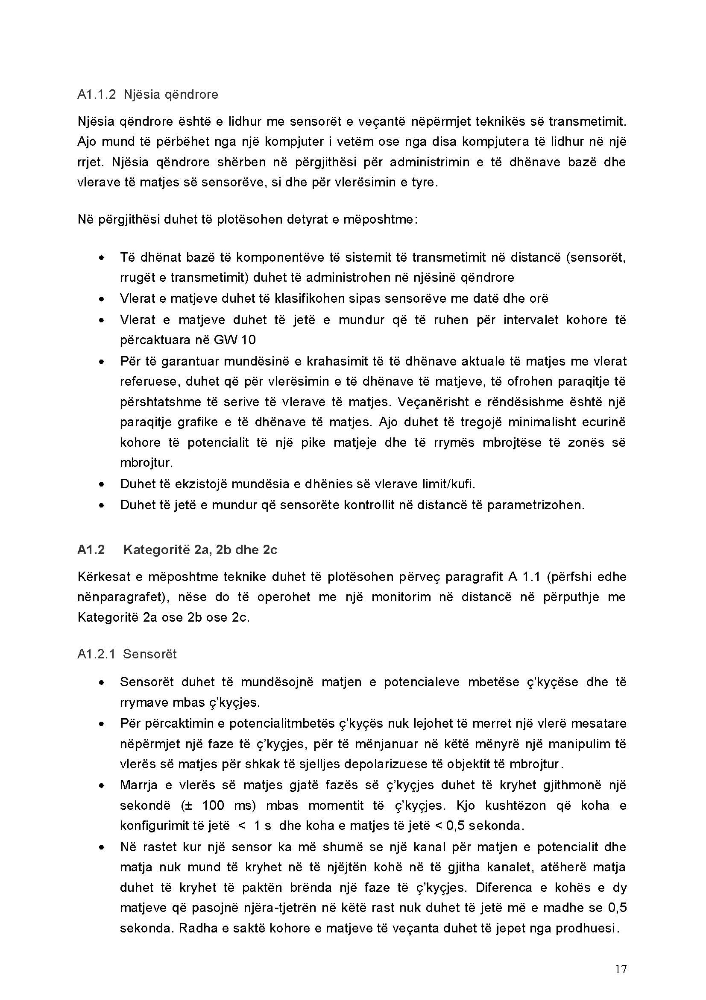 A1.1.2 Njësia qëndrore
Njësia qëndrore është e lidhur me sensorët e veçantë nëpërmjet teknikës së transmetimit.
Ajo mund të përbëhet nga një kompjuter i vetëm ose nga disa kompjutera të lidhur në një
rrjet. Njësia qëndrore shërben në përgjithësi për administrimin e të dhënave bazë dhe
vlerave të matjes së sensorëve, si dhe për vlerësimin e tyre.
Në përgjithësi duhet të plotësohen detyrat e mëposhtme:
• Të dhënat bazë të komponentëve të sistemit të transmetimit në distancë (sensorët,
rrugët e transmetimit) duhet të administrohen në njësinë qëndrore
• Vlerat e matjeve duhet të klasifikohen sipas sensorëve me datë dhe orë
• Vlerat e matjeve duhet të jetë e mundur që të ruhen për intervalet kohore të
përcaktuara në GW 10
• Për të garantuar mundësinë e krahasimit të të dhënave aktuale të matjes me vlerat
referuese, duhet që për vlerësimin e të dhënave të matjeve, të ofrohen paraqitje të
përshtatshme të serive të vlerave të matjes. Veçanërisht e rëndësishme është një
paraqitje grafike e të dhënave të matjes. Ajo duhet të tregojë minimalisht ecurinë
kohore të potencialit të një pike matjeje dhe të rrymës mbrojtëse të zonës së
mbrojtur.
• Duhet të ekzistojë mundësia e dhënies së vlerave limit/kufi.
• Duhet të jetë e mundur që sensorëte kontrollit në distancë të parametrizohen.
A1.2 Kategoritë 2a, 2b dhe 2c
Kërkesat e mëposhtme teknike duhet të plotësohen përveç paragrafit A 1.1 (përfshi edhe
nënparagrafet), nëse do të operohet me një monitorim në distancë në përputhje me
Kategoritë 2a ose 2b ose 2c.
A1.2.1 Sensorët
• Sensorët duhet të mundësojnë matjen e potencialeve mbetëse ç’kyçëse dhe të
rrymave mbas ç’kyçjes.
• Për përcaktimin e potencialitmbetës ç’kyçës nuk lejohet të merret një vlerë mesatare
nëpërmjet një faze të ç’kyçjes, për të mënjanuar në këtë mënyrë një manipulim të
vlerës së matjes për shkak të sjelljes depolarizuese të objektit të mbrojtur.
• Marrja e vlerës së matjes gjatë fazës së ç’kyçjes duhet të kryhet gjithmonë një
sekondë (± 100 ms) mbas momentit të ç’kyçjes. Kjo kushtëzon që koha e
konfigurimit të jetë < 1 s dhe koha e matjes të jetë < 0,5 sekonda.
• Në rastet kur një sensor ka më shumë se një kanal për matjen e potencialit dhe
matja nuk mund të kryhet në të njëjtën kohë në të gjitha kanalet, atëherë matja
duhet të kryhet të paktën brënda një faze të ç’kyçjes. Diferenca e kohës e dy
matjeve që pasojnë njëra-tjetrën në këtë rast nuk duhet të jetë më e madhe se 0,5
sekonda. Radha e saktë kohore e matjeve të veçanta duhet të jepet nga prodhuesi.
17